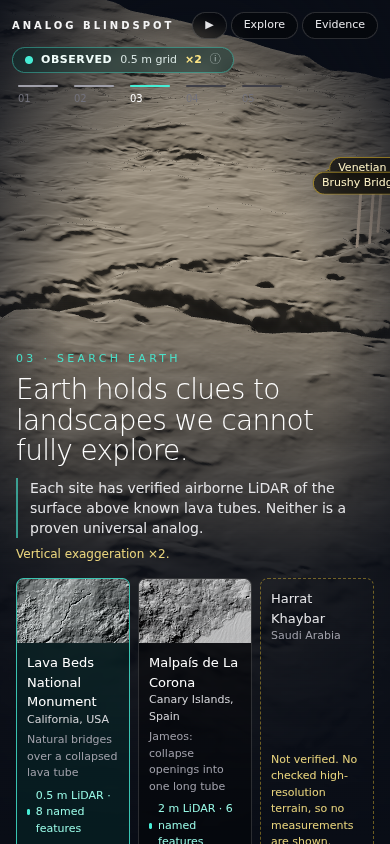 ANALOG BLINDSPOT ▶ Explore Evidence
OBSERVED 0.5 m grid ×2 ⓘ
01 02 03
Venetian
Brushy Bridg
03 · SEARCH EARTH
Earth holds clues to
landscapes we cannot
fully explore.
Each site has verified airborne LiDAR of the
surface above known lava tubes. Neither is a
proven universal analog.
Vertical exaggeration ×2.
Lava Beds
National
Monument
California, USA
Natural bridges
over a collapsed
lava tube
0.5 m LiDAR ·
8 named
features
Malpaís de La
Corona
Canary Islands,
Spain
Jameos:
collapse
openings into
one long tube
2 m LiDAR · 6
named
features
Harrat
Khaybar
Saudi Arabia
Not verified. No
checked high-
resolution
terrain, so no
measurements
are shown.